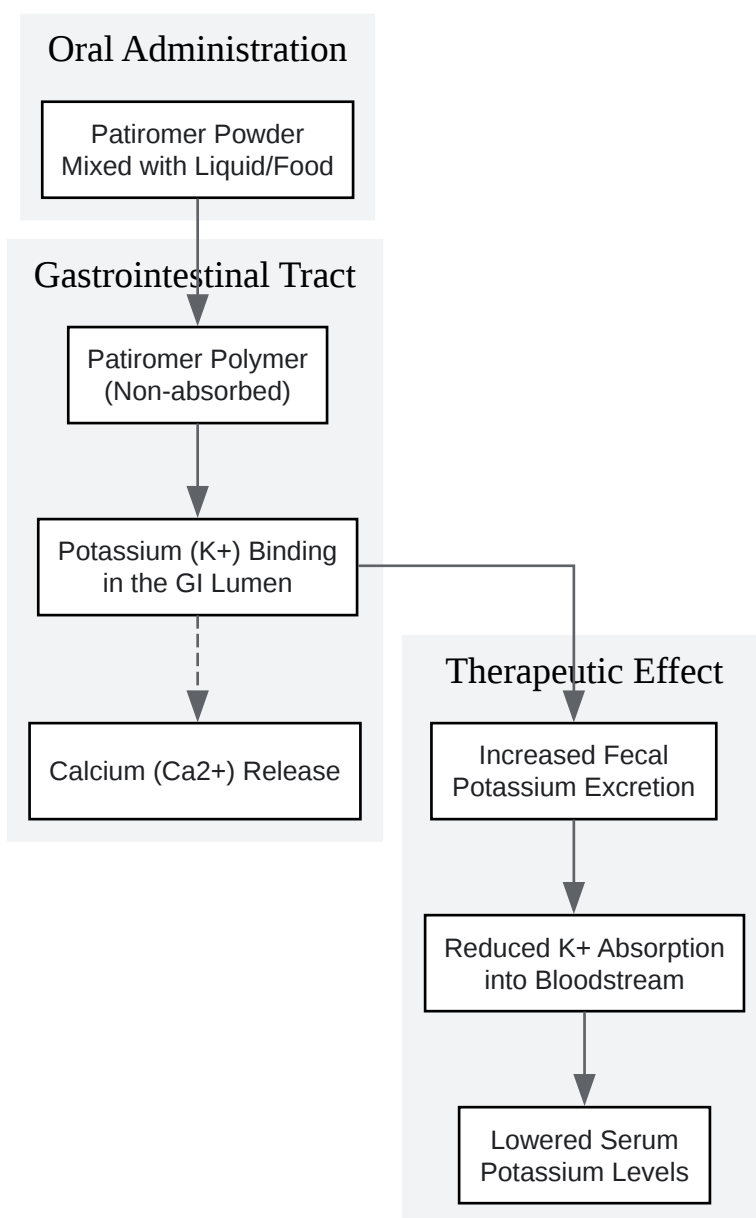 Oral Administration
Patiromer Powder
Mixed with Liquid/Food
Gastrointestinal Tract
Patiromer Polymer
(Non-absorbed)
Potassium (K+) Binding
in the GI Lumen
Calcium (Ca2+) Release
Therapeutic Effect
Increased Fecal
Potassium Excretion
Reduced K+ Absorption
into Bloodstream
Lowered Serum
Potassium Levels